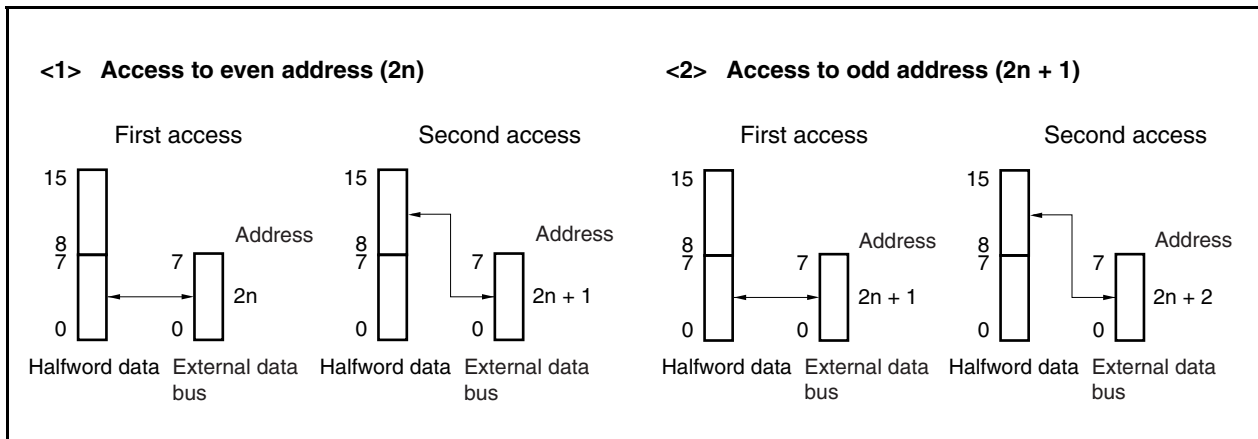 <1> Access to even address (2n)
<2> Access to odd address (2n + 1)
First access
Second access
First access
Second access
15
15
15
15
Address
Address
Address
Address
8
8
8
8
7
7
7
7
7
7
7
7
2n
2n + 1
2n + 1
2n + 2
0
0
0
0
0
0
0
0
Halfword data
External data
bus
Halfword data
External data
bus
Halfword data
External data
bus
Halfword data
External data
bus